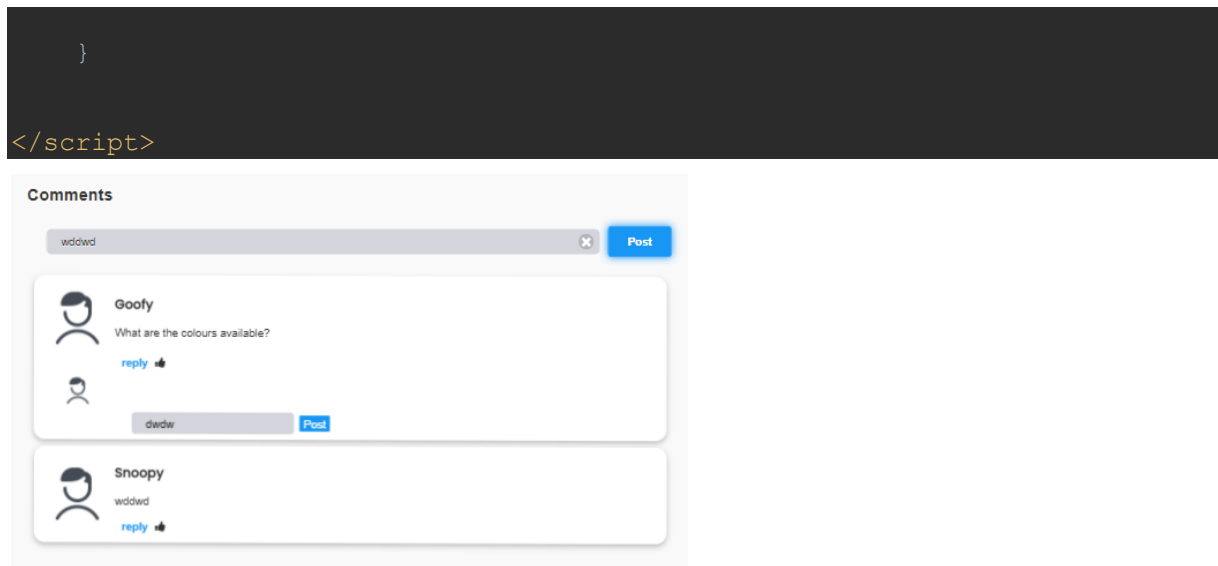 }
</script>
Comments
wddwd Post
Goofy
What are the colours available?
reply
dwdw Post
Snoopy
wddwd
reply